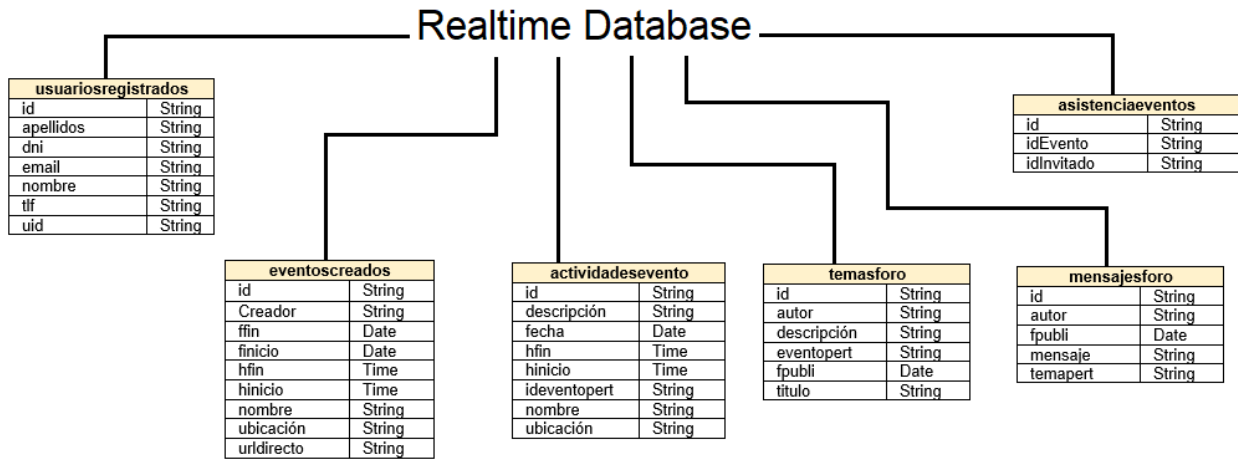 Realtime Database
usuariosregistrados
id String
apellidos String
dni String
email String
nombre String
tlf String
uid String
eventoscreados
id String
Creador String
ffin Date
finicio Date
hfin Time
hinicio Time
nombre String
ubicación String
urldirecto String
actividadesevento
id String
descripción String
fecha Date
hfin Time
hinicio Time
ideventopert String
nombre String
ubicación String
temasforo
id String
autor String
descripción String
eventopert String
fpubli Date
titulo String
mensajesforo
id String
autor String
fpubli Date
mensaje String
temapert String
asistenciaeventos
id String
idEvento String
idInvitado String